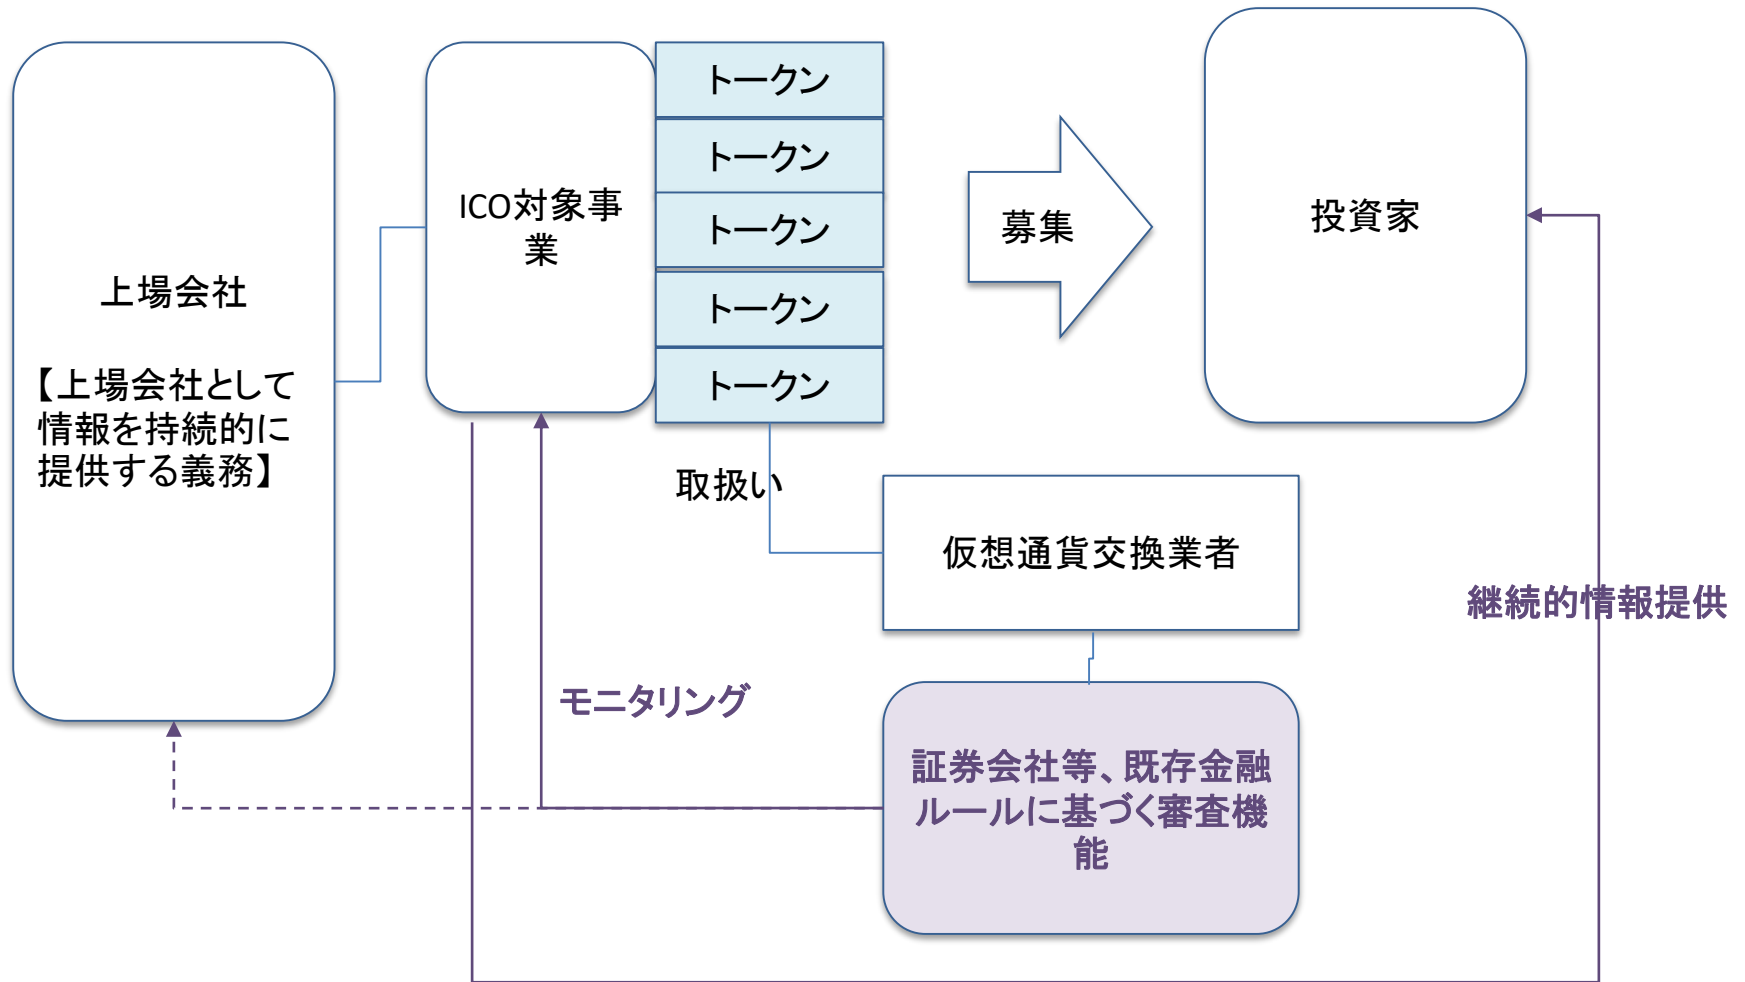 上場会社
【上場会社として
情報を持続的に
提供する義務】
ICO対象事
業
トークン
トークン
トークン
トークン
トークン
募集
投資家
取扱い
仮想通貨交換業者
継続的情報提供
モニタリング
証券会社等、既存金融
ルールに基づく審査機
能